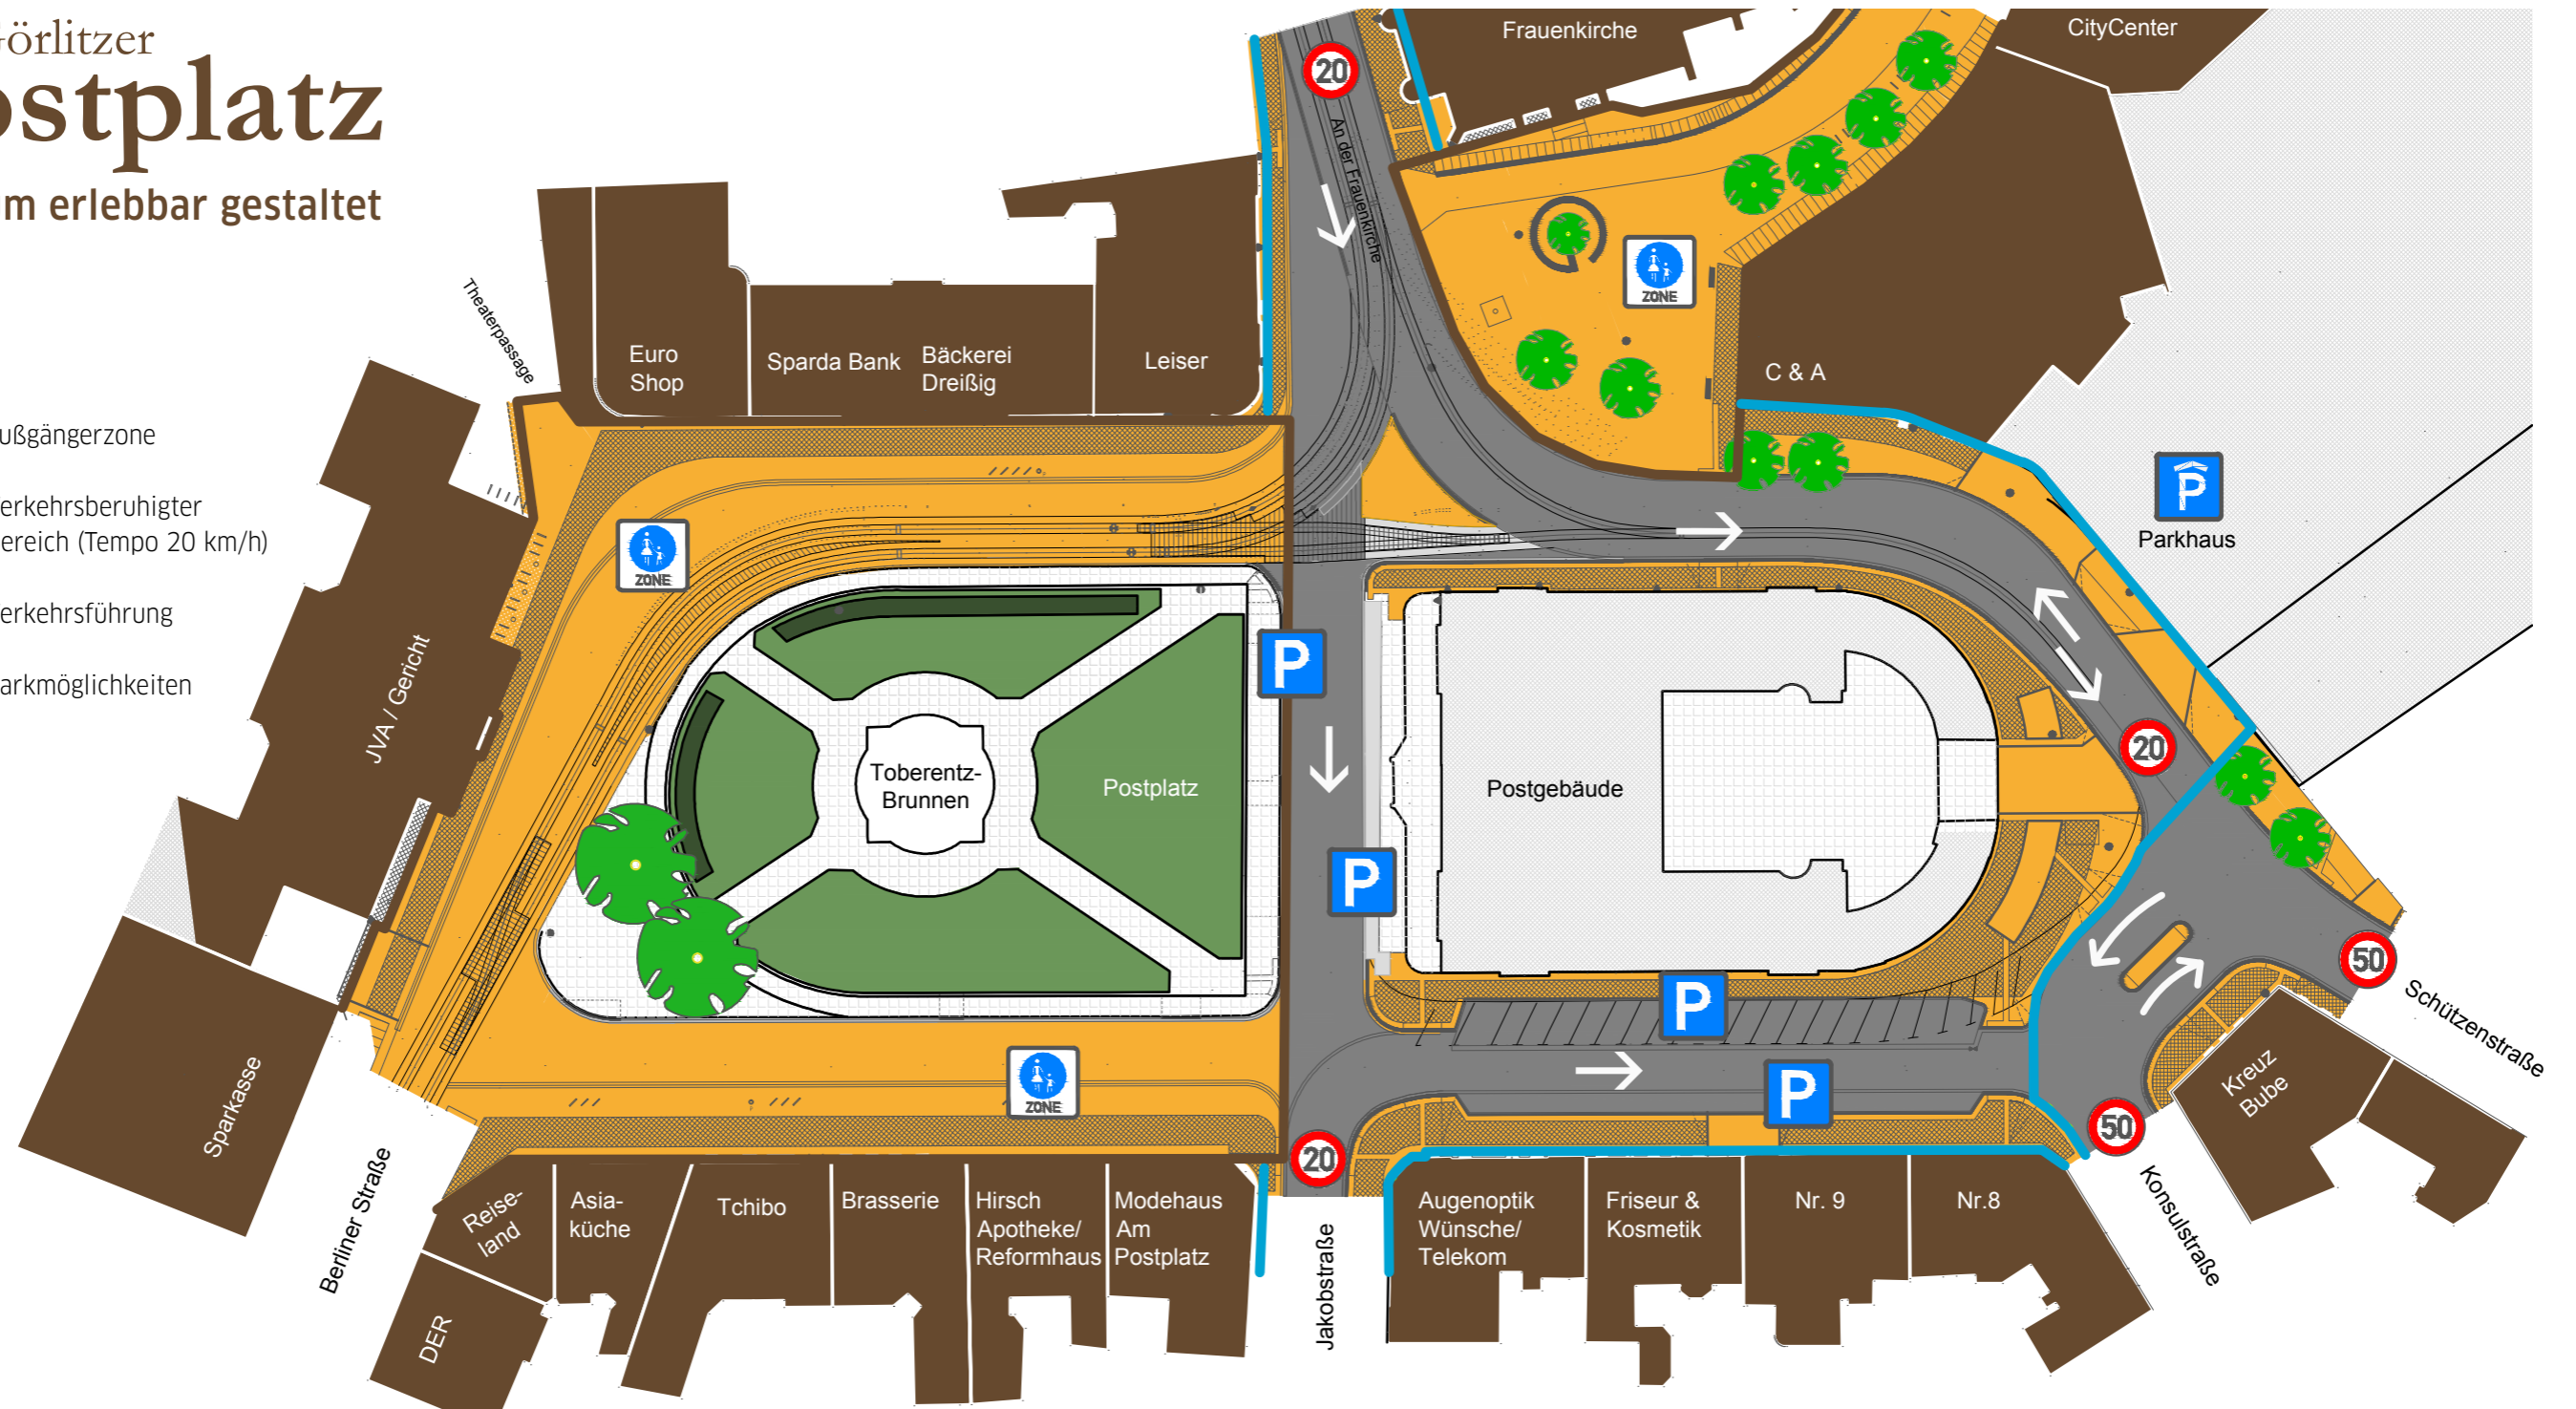 örlitzer
ostplatz
m erlebbar gestaltet
ußgängerzone
erkehrsberuhigter
ereich (Tempo 20 km/h)
erkehrsführung
arkmöglichkeiten
Frauenkirche
CityCenter
20
An der Frauenkirche
ZONE
Theaterpassage
Euro
Shop
Sparda Bank
Bäckerei
Dreißig
Leiser
C & A
P
Parkhaus
ZONE
JVA / Gericht
P
Toberentz-
Brunnen
Postplatz
P
Postgebäude
20
P
50
Schützenstraße
ZONE
P
50
Kreuz
Bube
Sparkasse
Berliner Straße
20
Reise-
land
Asia-
küche
Tchibo
Brasserie
Hirsch
Apotheke/
Reformhaus
Modehaus
Am
Postplatz
Jakobstraße
Augenoptik
Wünsche/
Telekom
Friseur &
Kosmetik
Nr. 9
Nr.8
Konsulstraße
DER